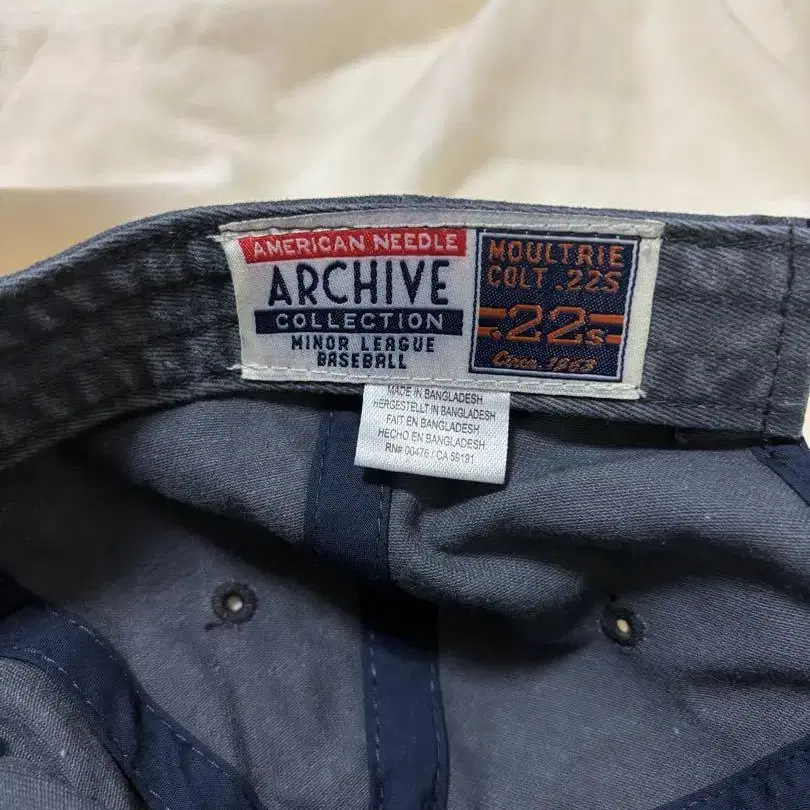 AMERICAN NEEDLE
ARCHIVE
COLLECTION
MINOR LEAGUE
BASEBALL
MOULTRIE
COLT .22S
.22s
Circa 1963
MADE IN BANGLADESH
HERGESTELLT IN BANGLADESH
FAIT EN BANGLADESH
HECHO EN BANGLADESH
RN# 00476 / CA 56181